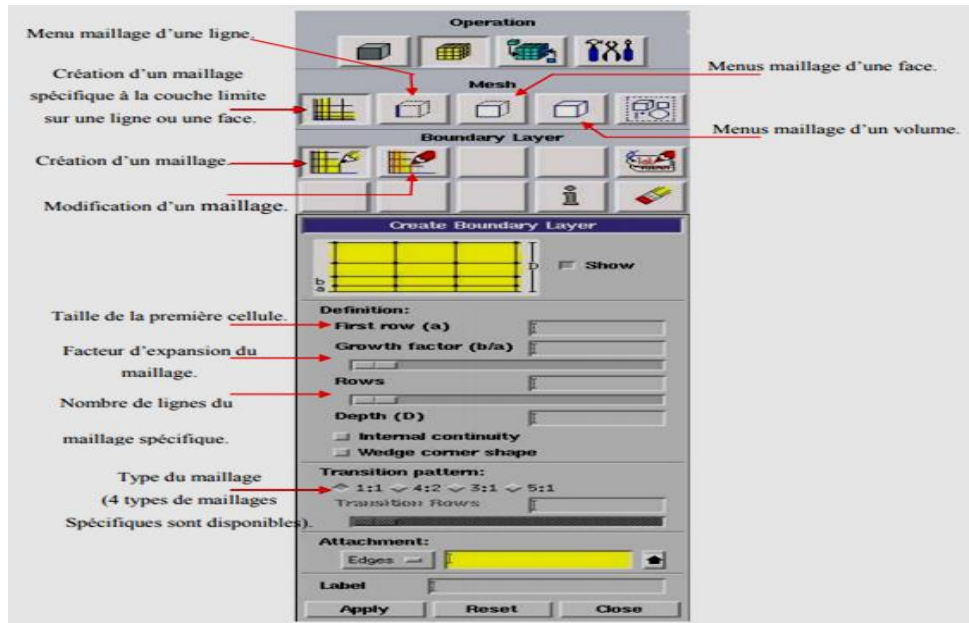 Operation
Menu maillage d'une ligne.
Menus maillage d'une face.
Mesh
Création d'un maillage
spécifique à la couche limite
sur une ligne ou une face.
Menus maillage d'un volume.
Boundary Layer
Création d'un maillage.
Modification d'un maillage.
Create Boundary Layer
D
Show
b
a
Definition:
Taille de la première cellule.
First row (a)
Facteur d'expansion du
maillage.
Growth factor (b/a)
Rows
Nombre de lignes du
maillage spécifique.
Depth (D)
Internal continuity
Wedge corner shape
Type du maillage
(4 types de maillages
Spécifiques sont disponibles).
Transition pattern:
1:1 4:2 3:1 5:1
Transition Rows
Attachment:
Edges
Label
Apply Reset Close